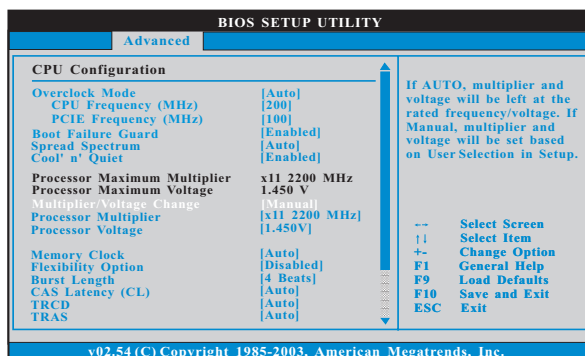 BIOS SETUP UTILITY
Advanced
CPU Configuration
Overclock Mode [Auto]
CPU Frequency (MHz) [200]
PCIE Frequency (MHz) [100]
Boot Failure Guard [Enabled]
Spread Spectrum [Auto]
Cool' n' Quiet [Enabled]
Processor Maximum Multiplier x11 2200 MHz
Processor Maximum Voltage 1.450 V
Multiplier/Voltage Change [Manual]
Processor Multiplier [x11 2200 MHz]
Processor Voltage [1.450V]
Memory Clock [Auto]
Flexibility Option [Disabled]
Burst Length [4 Beats]
CAS Latency (CL) [Auto]
TRCD [Auto]
TRAS [Auto]
If AUTO, multiplier and
voltage will be left at the
rated frequency/voltage. If
Manual, multiplier and
voltage will be set based
on User Selection in Setup.
←→ Select Screen
↑↓ Select Item
+- Change Option
F1 General Help
F9 Load Defaults
F10 Save and Exit
ESC Exit
v02.54 (C) Copyright 1985-2003, American Megatrends, Inc.